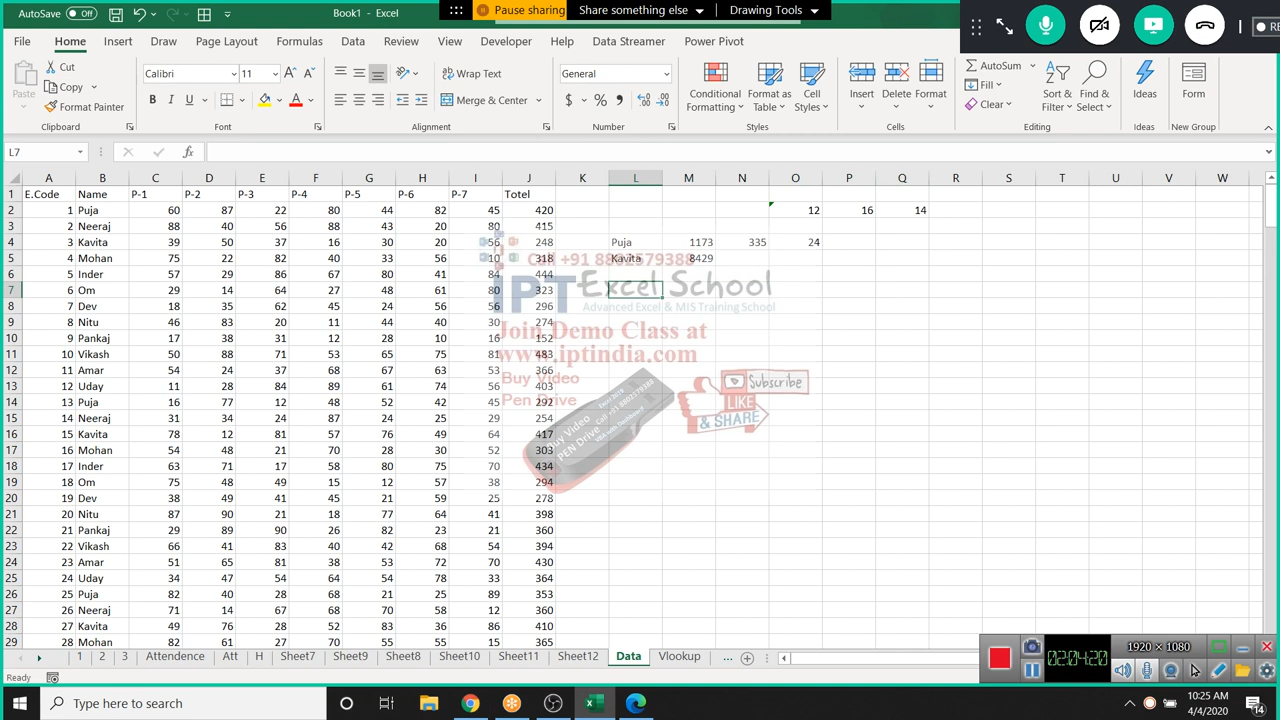 AutoSave Off Book1 - Excel Pause sharing Share something else Drawing Tools
File Home Insert Draw Page Layout Formulas Data Review View Developer Help Data Streamer Power Pivot RE
Paste Cut Copy Format Painter Clipboard
Calibri 11 B I U A Font
Wrap Text Merge & Center Alignment
General $ % , Number
Conditional Formatting Format as Table Cell Styles Styles
Insert Delete Format Cells
AutoSum Fill Clear Sort & Filter Find & Select Editing
Ideas Ideas Form New Group
L7 fx
A B C D E F G H I J K L M N O P Q R S T U V W
1 E.Code Name P-1 P-2 P-3 P-4 P-5 P-6 P-7 Totel
2 1 Puja 60 87 22 80 44 82 45 420 12 16 14
3 2 Neeraj 88 40 56 88 43 20 80 415
4 3 Kavita 39 50 37 16 30 20 56 248 Puja 1173 335 24
5 4 Mohan 75 22 82 40 33 56 10 318 Kavita 8429
Call +91 8802579388
6 5 Inder 57 29 86 67 80 41 84 444
7 6 Om 29 14 64 27 48 61 80 323
IPT Excel School
Advanced Excel & MIS Training School
8 7 Dev 18 35 62 45 24 56 56 296
9 8 Nitu 46 83 20 11 44 40 30 274
Join Demo Class at
10 9 Pankaj 17 38 31 12 28 10 16 152
11 10 Vikash 50 88 71 53 65 75 81 483
www.iptindia.com
12 11 Amar 54 24 37 68 67 63 53 366
Buy Video
Subscribe
13 12 Uday 11 28 84 89 61 74 56 403
Pen Drive
LIKE
& SHARE
14 13 Puja 16 77 12 48 52 42 45 292
15 14 Neeraj 31 34 24 87 24 25 29 254
16 15 Kavita 78 12 81 57 76 49 64 417
Buy Video
PEN Drive
17 16 Mohan 54 48 21 70 28 30 52 303
18 17 Inder 63 71 17 58 80 75 70 434
19 18 Om 75 48 49 15 12 57 38 294
20 19 Dev 38 49 41 45 21 59 25 278
21 20 Nitu 87 90 21 18 77 64 41 398
22 21 Pankaj 29 89 90 26 82 23 21 360
23 22 Vikash 66 41 83 40 42 68 54 394
24 23 Amar 51 65 81 38 53 72 70 430
25 24 Uday 34 47 54 64 54 78 33 364
26 25 Puja 82 40 28 68 21 25 89 353
27 26 Neeraj 71 14 67 68 70 58 12 360
28 27 Kavita 49 76 28 52 83 36 86 410
29 28 Mohan 82 61 27 70 55 55 15 365
1 2 3 Attendence Att H Sheet7 Sheet9 Sheet8 Sheet10 Sheet11 Sheet12 Data Vlookup ...
1920 × 1080
02:04:20
Ready
Type here to search
10:25 AM
4/4/2020
14